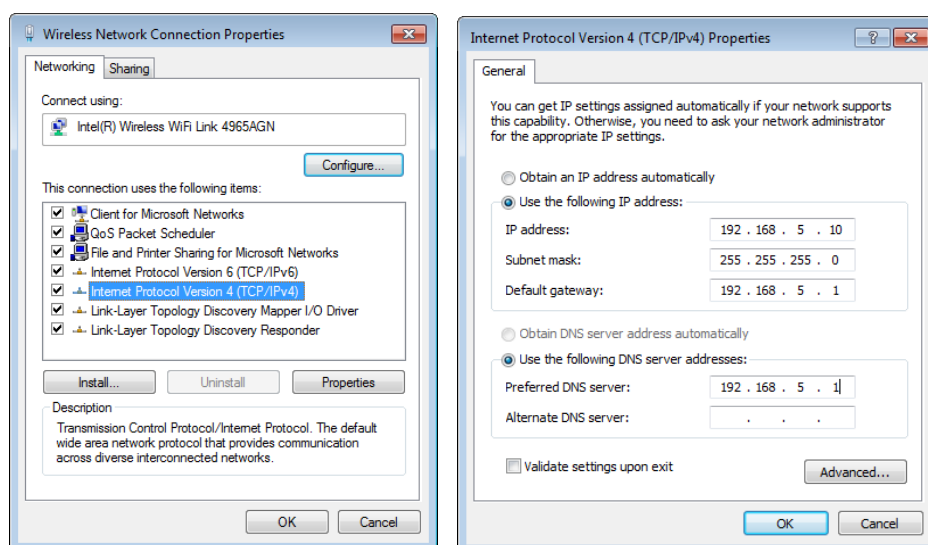 Wireless Network Connection Properties
Networking
Sharing
Connect using:
Intel(R) Wireless WiFi Link 4965AGN
Configure...
This connection uses the following items:
Client for Microsoft Networks
QoS Packet Scheduler
File and Printer Sharing for Microsoft Networks
Internet Protocol Version 6 (TCP/IPv6)
Internet Protocol Version 4 (TCP/IPv4)
Link-Layer Topology Discovery Mapper I/O Driver
Link-Layer Topology Discovery Responder
Install...
Uninstall
Properties
Description
Transmission Control Protocol/Internet Protocol. The default
wide area network protocol that provides communication
across diverse interconnected networks.
OK
Cancel
Internet Protocol Version 4 (TCP/IPv4) Properties
?
General
You can get IP settings assigned automatically if your network supports
this capability. Otherwise, you need to ask your network administrator
for the appropriate IP settings.
Obtain an IP address automatically
Use the following IP address:
IP address: 192 . 168 . 5 . 10
Subnet mask: 255 . 255 . 255 . 0
Default gateway: 192 . 168 . 5 . 1
Obtain DNS server address automatically
Use the following DNS server addresses:
Preferred DNS server: 192 . 168 . 5 . 1
Alternate DNS server: . . .
Validate settings upon exit
Advanced...
OK
Cancel